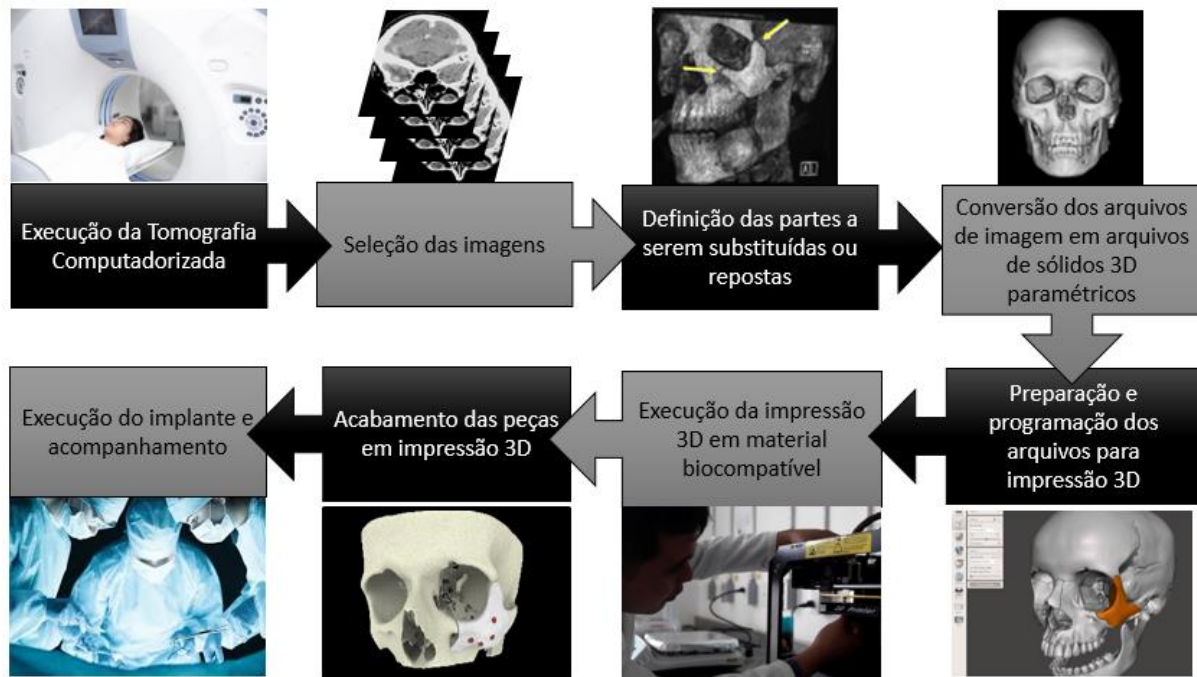 Execução da Tomografia
Computadorizada
Seleção das imagens
Definição das partes a
serem substituídas ou
repostas
Conversão dos arquivos
de imagem em arquivos
de sólidos 3D
paramétricos
Preparação e
programação dos
arquivos para
impressão 3D
Execução da impressão
3D em material
biocompatível
Acabamento das peças
em impressão 3D
Execução do implante e
acompanhamento